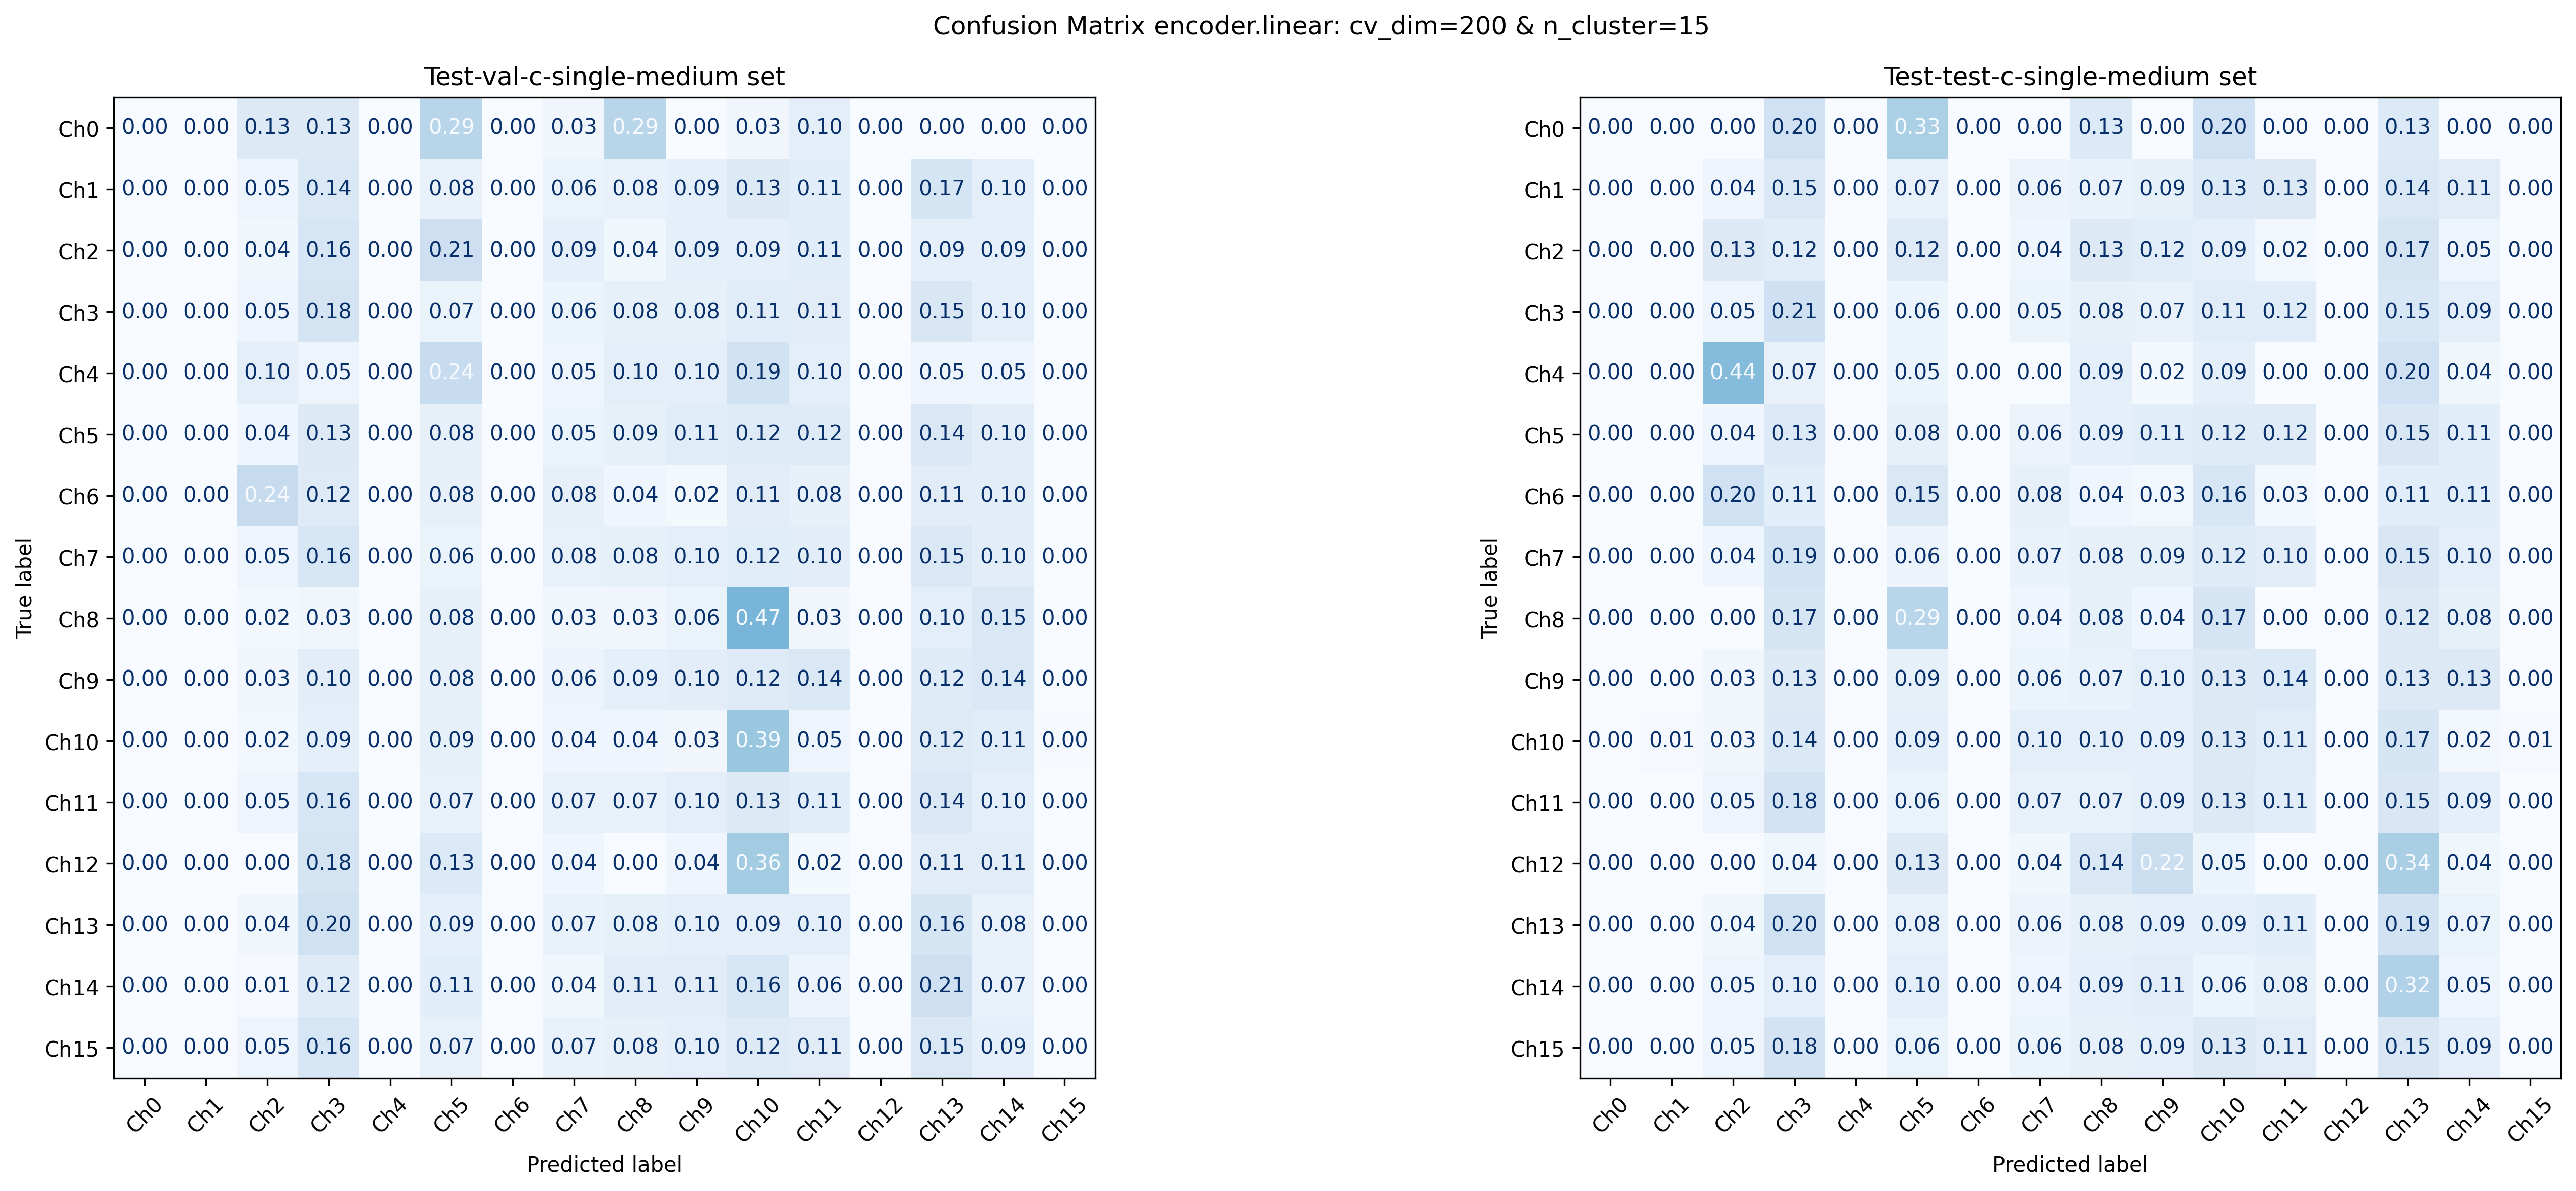 Confusion Matrix encoder.linear: cv_dim=200 & n_cluster=15
Test-val-c-single-medium set
True label
Ch0 0.00 0.00 0.13 0.13 0.00 0.29 0.00 0.03 0.29 0.00 0.03 0.10 0.00 0.00 0.00 0.00
Ch1 0.00 0.00 0.05 0.14 0.00 0.08 0.00 0.06 0.08 0.09 0.13 0.11 0.00 0.17 0.10 0.00
Ch2 0.00 0.00 0.04 0.16 0.00 0.21 0.00 0.09 0.04 0.09 0.09 0.11 0.00 0.09 0.09 0.00
Ch3 0.00 0.00 0.05 0.18 0.00 0.07 0.00 0.06 0.08 0.08 0.11 0.11 0.00 0.15 0.10 0.00
Ch4 0.00 0.00 0.10 0.05 0.00 0.24 0.00 0.05 0.10 0.10 0.19 0.10 0.00 0.05 0.05 0.00
Ch5 0.00 0.00 0.04 0.13 0.00 0.08 0.00 0.05 0.09 0.11 0.12 0.12 0.00 0.14 0.10 0.00
Ch6 0.00 0.00 0.24 0.12 0.00 0.08 0.00 0.08 0.04 0.02 0.11 0.08 0.00 0.11 0.10 0.00
Ch7 0.00 0.00 0.05 0.16 0.00 0.06 0.00 0.08 0.08 0.10 0.12 0.10 0.00 0.15 0.10 0.00
Ch8 0.00 0.00 0.02 0.03 0.00 0.08 0.00 0.03 0.03 0.06 0.47 0.03 0.00 0.10 0.15 0.00
Ch9 0.00 0.00 0.03 0.10 0.00 0.08 0.00 0.06 0.09 0.10 0.12 0.14 0.00 0.12 0.14 0.00
Ch10 0.00 0.00 0.02 0.09 0.00 0.09 0.00 0.04 0.04 0.03 0.39 0.05 0.00 0.12 0.11 0.00
Ch11 0.00 0.00 0.05 0.16 0.00 0.07 0.00 0.07 0.07 0.10 0.13 0.11 0.00 0.14 0.10 0.00
Ch12 0.00 0.00 0.00 0.18 0.00 0.13 0.00 0.04 0.00 0.04 0.36 0.02 0.00 0.11 0.11 0.00
Ch13 0.00 0.00 0.04 0.20 0.00 0.09 0.00 0.07 0.08 0.10 0.09 0.10 0.00 0.16 0.08 0.00
Ch14 0.00 0.00 0.01 0.12 0.00 0.11 0.00 0.04 0.11 0.11 0.16 0.06 0.00 0.21 0.07 0.00
Ch15 0.00 0.00 0.05 0.16 0.00 0.07 0.00 0.07 0.08 0.10 0.12 0.11 0.00 0.15 0.09 0.00
Ch0 Ch1 Ch2 Ch3 Ch4 Ch5 Ch6 Ch7 Ch8 Ch9 Ch10 Ch11 Ch12 Ch13 Ch14 Ch15
Predicted label
Test-test-c-single-medium set
True label
Ch0 0.00 0.00 0.00 0.20 0.00 0.33 0.00 0.00 0.13 0.00 0.20 0.00 0.00 0.13 0.00 0.00
Ch1 0.00 0.00 0.04 0.15 0.00 0.07 0.00 0.06 0.07 0.09 0.13 0.13 0.00 0.14 0.11 0.00
Ch2 0.00 0.00 0.13 0.12 0.00 0.12 0.00 0.04 0.13 0.12 0.09 0.02 0.00 0.17 0.05 0.00
Ch3 0.00 0.00 0.05 0.21 0.00 0.06 0.00 0.05 0.08 0.07 0.11 0.12 0.00 0.15 0.09 0.00
Ch4 0.00 0.00 0.44 0.07 0.00 0.05 0.00 0.00 0.09 0.02 0.09 0.00 0.00 0.20 0.04 0.00
Ch5 0.00 0.00 0.04 0.13 0.00 0.08 0.00 0.06 0.09 0.11 0.12 0.12 0.00 0.15 0.11 0.00
Ch6 0.00 0.00 0.20 0.11 0.00 0.15 0.00 0.08 0.04 0.03 0.16 0.03 0.00 0.11 0.11 0.00
Ch7 0.00 0.00 0.04 0.19 0.00 0.06 0.00 0.07 0.08 0.09 0.12 0.10 0.00 0.15 0.10 0.00
Ch8 0.00 0.00 0.00 0.17 0.00 0.29 0.00 0.04 0.08 0.04 0.17 0.00 0.00 0.12 0.08 0.00
Ch9 0.00 0.00 0.03 0.13 0.00 0.09 0.00 0.06 0.07 0.10 0.13 0.14 0.00 0.13 0.13 0.00
Ch10 0.00 0.01 0.03 0.14 0.00 0.09 0.00 0.10 0.10 0.09 0.13 0.11 0.00 0.17 0.02 0.01
Ch11 0.00 0.00 0.05 0.18 0.00 0.06 0.00 0.07 0.07 0.09 0.13 0.11 0.00 0.15 0.09 0.00
Ch12 0.00 0.00 0.00 0.04 0.00 0.13 0.00 0.04 0.14 0.22 0.05 0.00 0.00 0.34 0.04 0.00
Ch13 0.00 0.00 0.04 0.20 0.00 0.08 0.00 0.06 0.08 0.09 0.09 0.11 0.00 0.19 0.07 0.00
Ch14 0.00 0.00 0.05 0.10 0.00 0.10 0.00 0.04 0.09 0.11 0.06 0.08 0.00 0.32 0.05 0.00
Ch15 0.00 0.00 0.05 0.18 0.00 0.06 0.00 0.06 0.08 0.09 0.13 0.11 0.00 0.15 0.09 0.00
Ch0 Ch1 Ch2 Ch3 Ch4 Ch5 Ch6 Ch7 Ch8 Ch9 Ch10 Ch11 Ch12 Ch13 Ch14 Ch15
Predicted label